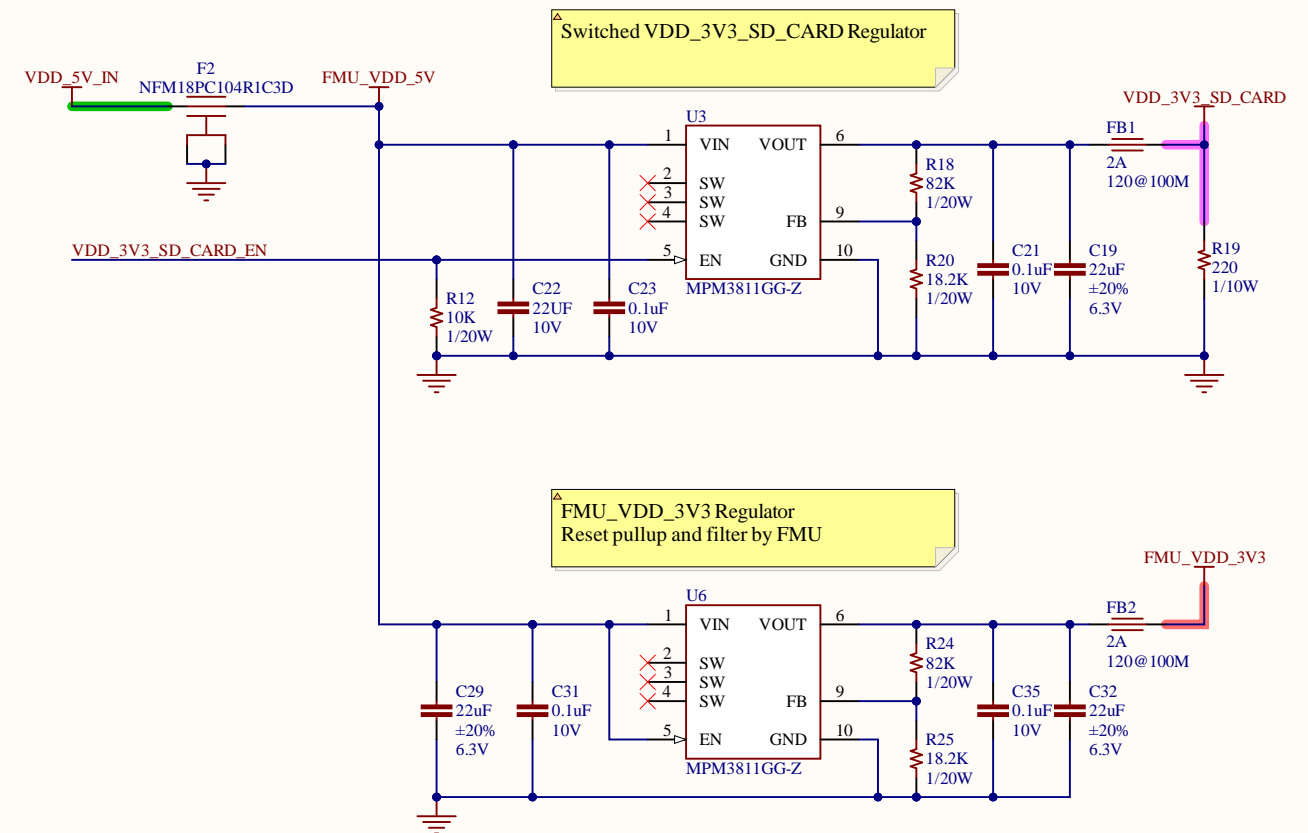 Switched VDD_3V3_SD_CARD Regulator
VDD_5V_IN
F2
NFM18PC104R1C3D
FMU_VDD_5V
VDD_3V3_SD_CARD
U3
1
VIN
VOUT
6
2
SW
3
SW
4
SW
FB
9
5
EN
GND
10
MPM3811GG-Z
VDD_3V3_SD_CARD_EN
R12
10K
1/20W
C22
22UF
10V
C23
0.1uF
10V
R18
82K
1/20W
R20
18.2K
1/20W
C21
0.1uF
10V
C19
22uF
±20%
6.3V
FB1
2A
120@100M
R19
220
1/10W
FMU_VDD_3V3 Regulator
Reset pullup and filter by FMU
FMU_VDD_3V3
U6
1
VIN
VOUT
6
2
SW
3
SW
4
SW
FB
9
5
EN
GND
10
MPM3811GG-Z
C29
22uF
±20%
6.3V
C31
0.1uF
10V
R24
82K
1/20W
R25
18.2K
1/20W
C35
0.1uF
10V
C32
22uF
±20%
6.3V
FB2
2A
120@100M